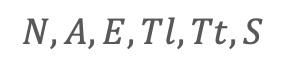 N, A, E, Tl, Tt, S